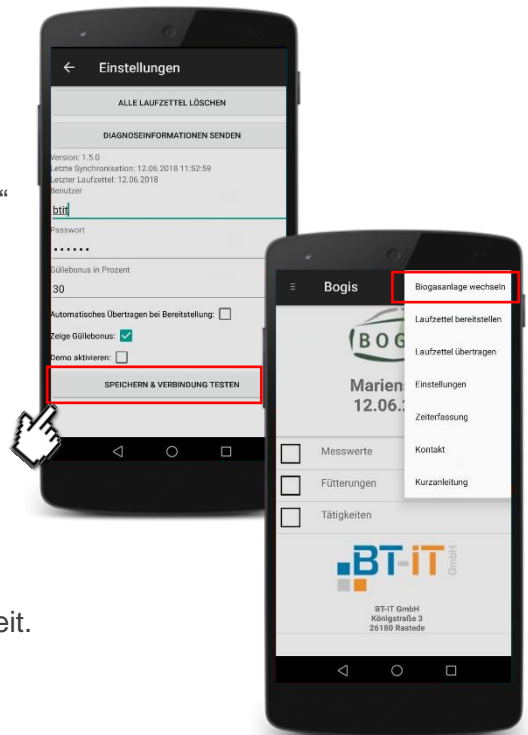 Einstellungen
ALLE LAUFZETTEL LÖSCHEN
DIAGNOSEINFORMATIONEN SENDEN
Version: 1.5.0
Letzte Synchronisation: 12.06.2018 11:52:59
Letzter Laufzettel: 12.06.2018
Benutzer
btit
Passwort
••••••
Güllebonus in Prozent
30
Automatisches Übertragen bei Bereitstellung:
Zeige Güllebonus:
Demo aktivieren:
SPEICHERN & VERBINDUNG TESTEN
“
eit.
Bogis
Biogasanlage wechseln
Laufzettel bereitstellen
Laufzettel übertragen
Einstellungen
Zeiterfassung
Kontakt
Kurzanleitung
BOG
Marien
12.06.
Messwerte
Fütterungen
Tätigkeiten
BT-iT GmbH
BT-IT GmbH
Königstraße 3
26180 Rastede